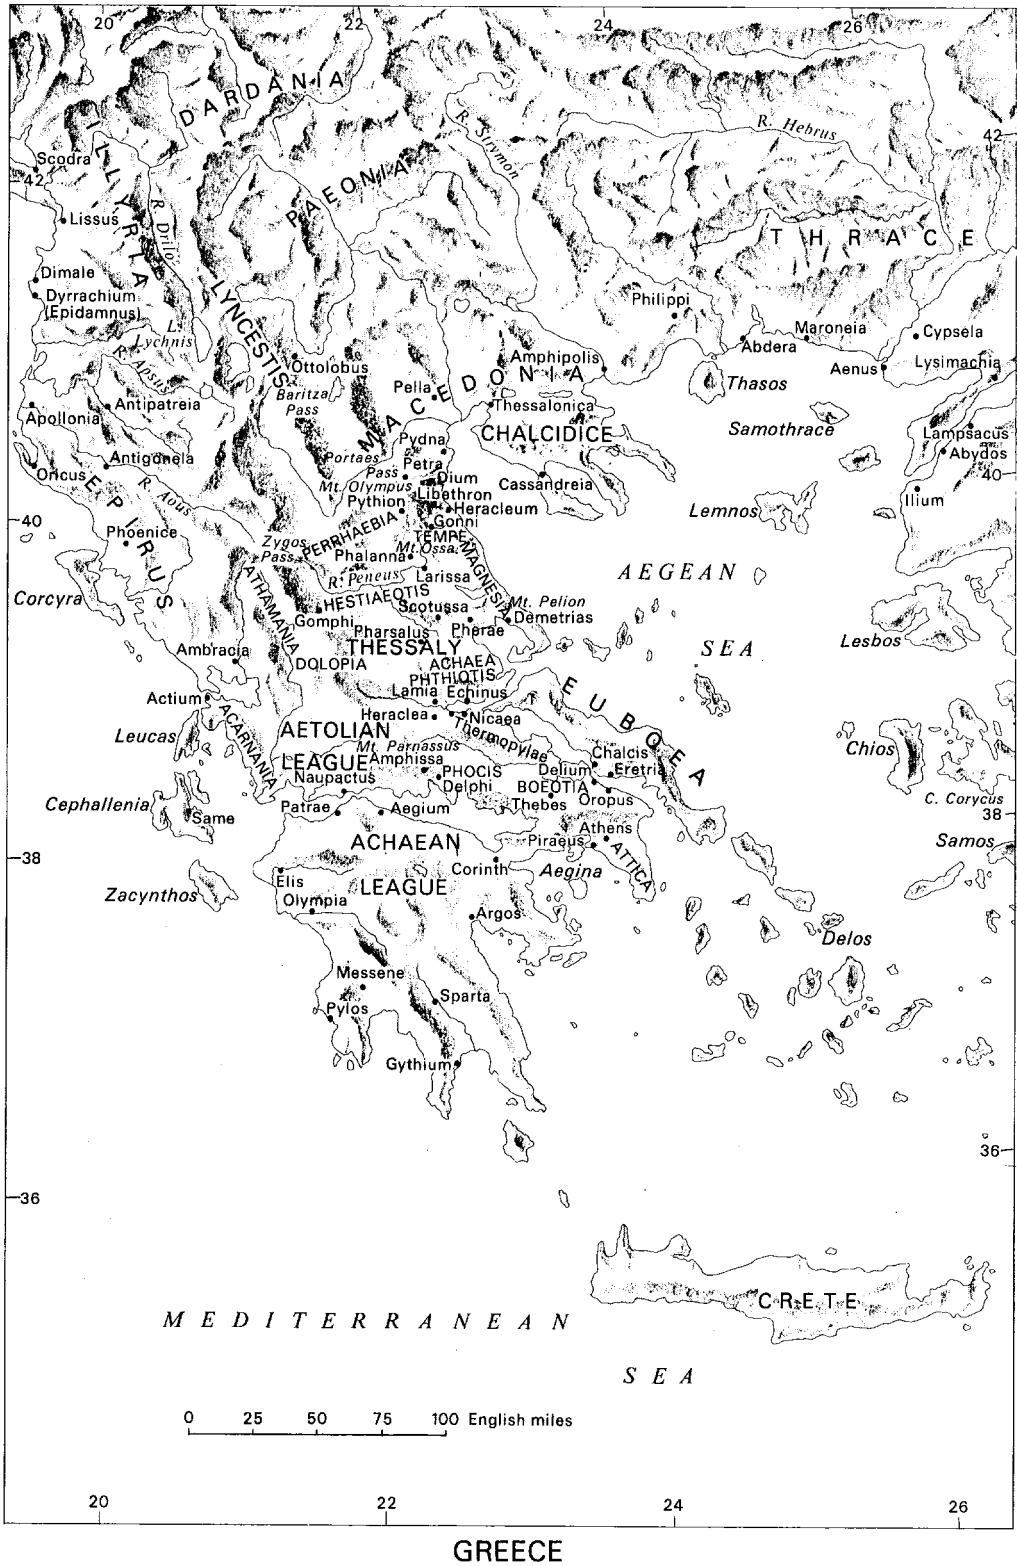 20
22
24
26
DARDANIA
ILLYRIA
R. Strymon
R. Hebrus
42
Scodra
42
PAEONIA
R. Drilo
Lissus
THRACE
Dimale
Dyrrachium
(Epidamnus)
LYNCESTIS
Philippi
L.
Lychnis
R. Apsus
Maroneia
Cypsela
Abdera
Ottolobus
Amphipolis
Aenus
Lysimachia
MACEDONIA
Baritza
Pass
Pella
Thasos
Apollonia
Antipatreia
Thessalonica
Samothrace
Lampsacus
CHALCIDICE
Pydna
Abydos
Antigonela
Portaes
Pass
Petra
Oricus
Dium
Cassandreia
40
Mt. Olympus
R. Aous
Libethron
Ilium
Pythion
Heracleum
Lemnos
40
EPIRUS
Gonni
Phoenice
PERRHAEBIA
TEMPE
Zygos
Pass
Mt. Ossa
Phalanna
MAGNESIA
R. Peneus
Larissa
AEGEAN
ATHAMANIA
Corcyra
HESTIAEOTIS
Scotussa
Mt. Pelion
Gomphi
Pherae
Demetrias
Pharsalus
Lesbos
THESSALY
SEA
Ambracia
DOLOPIA
ACHAEA
PHTHIOTIS
EUBOEA
Actium
Lamia
Echinus
ACARNANIA
Heraclea
Nicaea
AETOLIAN
Thermopylae
Leucas
Mt. Parnassus
Chios
LEAGUE
Amphissa
Chalcis
Naupactus
PHOCIS
Delium
Eretria
Delphi
BOEOTIA
Cephallenia
Thebes
Oropus
C. Corycus
Patrae
Aegium
38
Same
Athens
ACHAEAN
Piraeus
Samos
38
ATTICA
Corinth
Aegina
Elis
LEAGUE
Zacynthos
Olympia
Argos
Delos
Messene
Sparta
Pylos
Gythium
36
36
CRETE
MEDITERRANEAN
SEA
0 25 50 75 100 English miles
20
22
24
26
GREECE